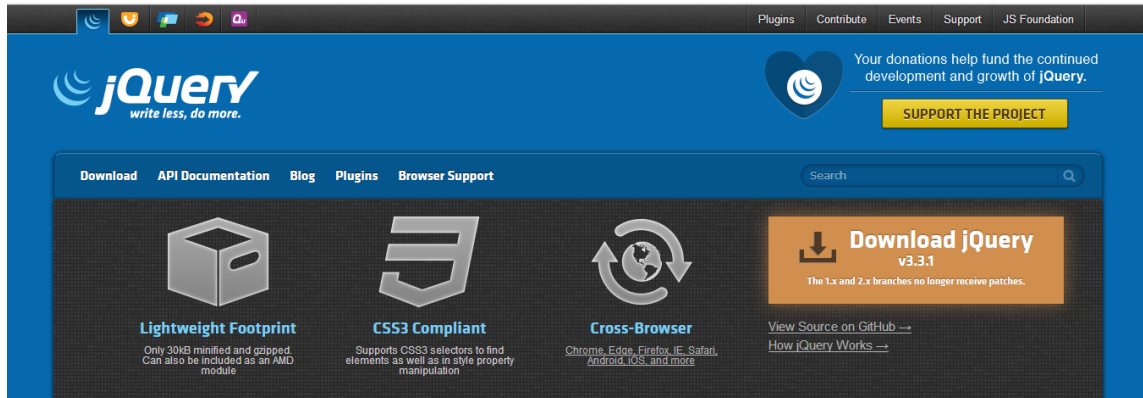 Plugins Contribute Events Support JS Foundation
jQuery
write less, do more.
Your donations help fund the continued
development and growth of jQuery.
SUPPORT THE PROJECT
Download API Documentation Blog Plugins Browser Support
Search
Lightweight Footprint
Only 30kB minified and gzipped.
Can also be included as an AMD
module
CSS3 Compliant
Supports CSS3 selectors to find
elements as well as in style property
manipulation
Cross-Browser
Chrome, Edge, Firefox, IE, Safari,
Android, iOS, and more
Download jQuery
v3.3.1
The 1.x and 2.x branches no longer receive patches.
View Source on GitHub →
How jQuery Works →